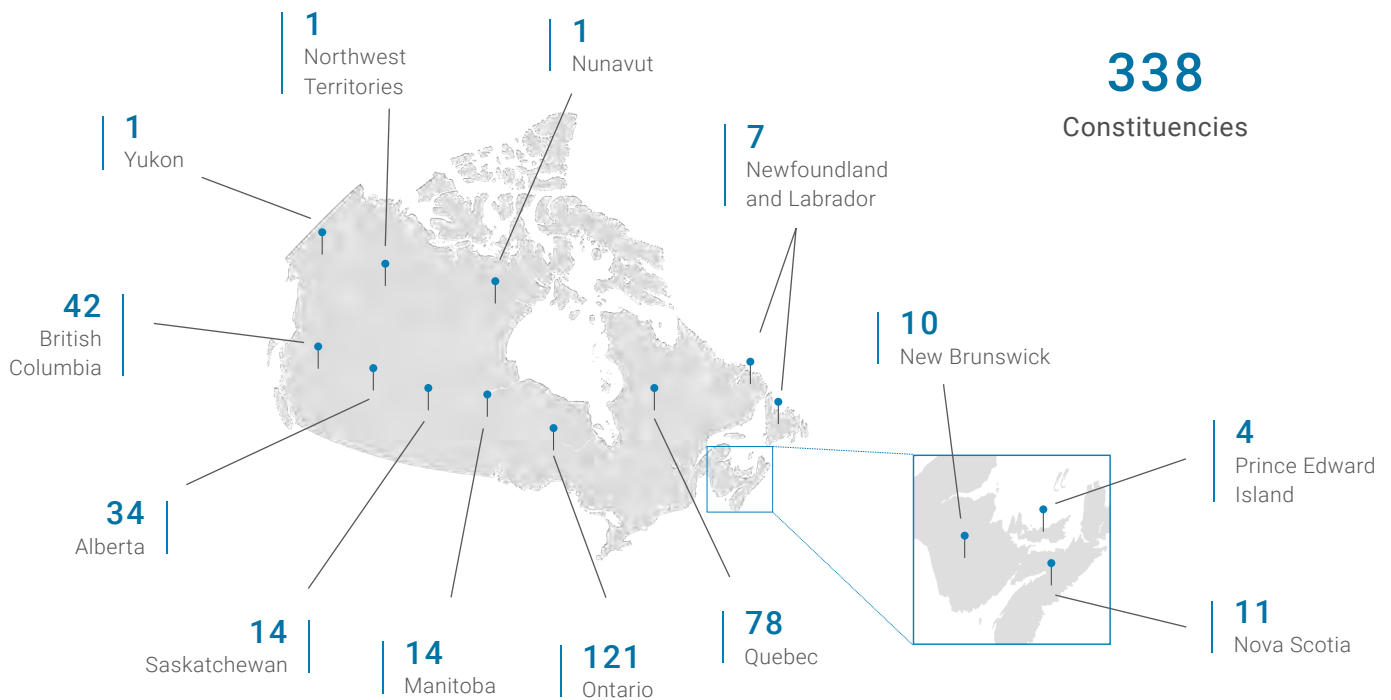 1
Northwest
Territories
1
Nunavut
338
Constituencies
1
Yukon
7
Newfoundland
and Labrador
42
British
Columbia
10
New Brunswick
4
Prince Edward
Island
34
Alberta
14
Saskatchewan
14
Manitoba
121
Ontario
78
Quebec
11
Nova Scotia